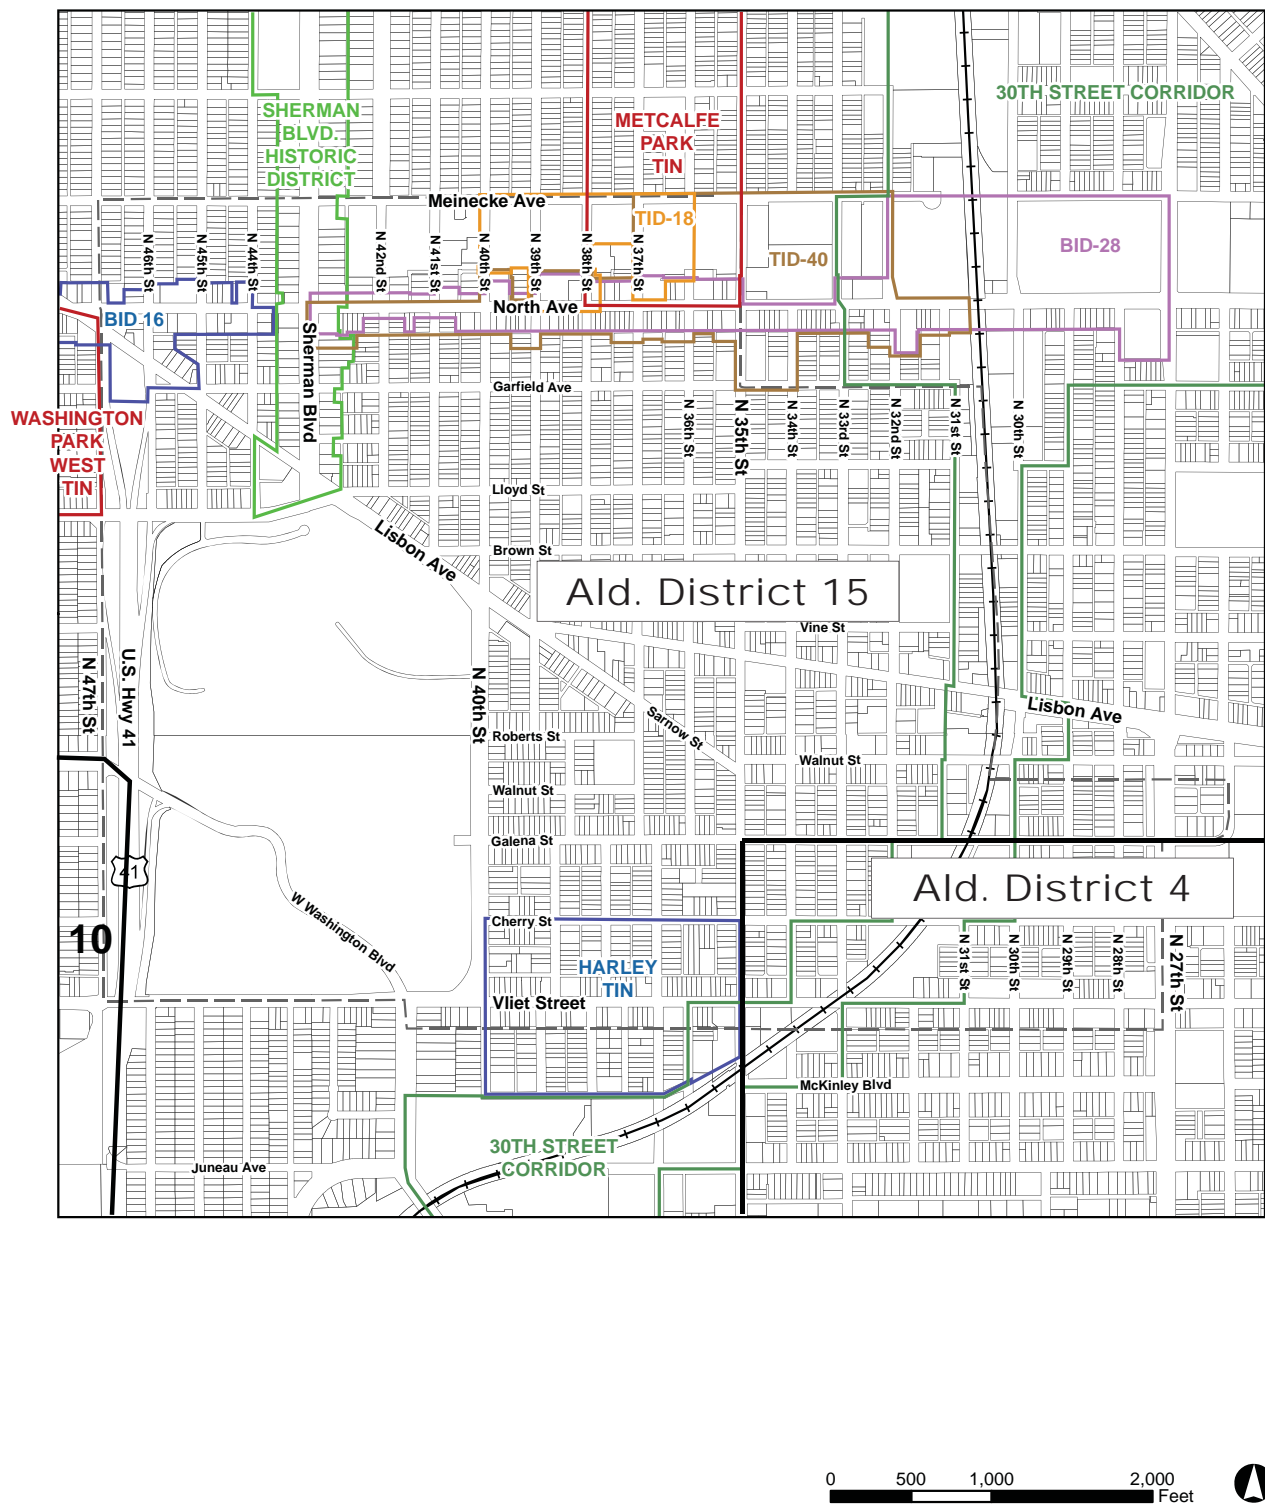 30TH STREET CORRIDOR
SHERMAN
BLVD.
HISTORIC
DISTRICT
METCALFE
PARK
TIN
Meinecke Ave
TID-18
TID-40
BID-28
N 46th St
N 45th St
N 44th St
N 42nd St
N 41st St
N 40th St
N 39th St
N 38th St
N 37th St
North Ave
BID 16
Sherman Blvd
Garfield Ave
WASHINGTON
PARK
WEST
TIN
N 36th St
N 35th St
N 34th St
N 33rd St
N 32nd St
N 31st St
N 30th St
Lloyd St
Lisbon Ave
Brown St
Ald. District 15
Vine St
N 47th St
U.S. Hwy 41
N 40th St
Sarnow St
Lisbon Ave
Roberts St
Walnut St
Walnut St
Galena St
41
Ald. District 4
10
W Washington Blvd
Cherry St
HARLEY
TIN
Vliet Street
N 31st St
N 30th St
N 29th St
N 28th St
N 27th St
McKinley Blvd
30TH STREET
CORRIDOR
Juneau Ave
0 500 1,000 2,000
Feet